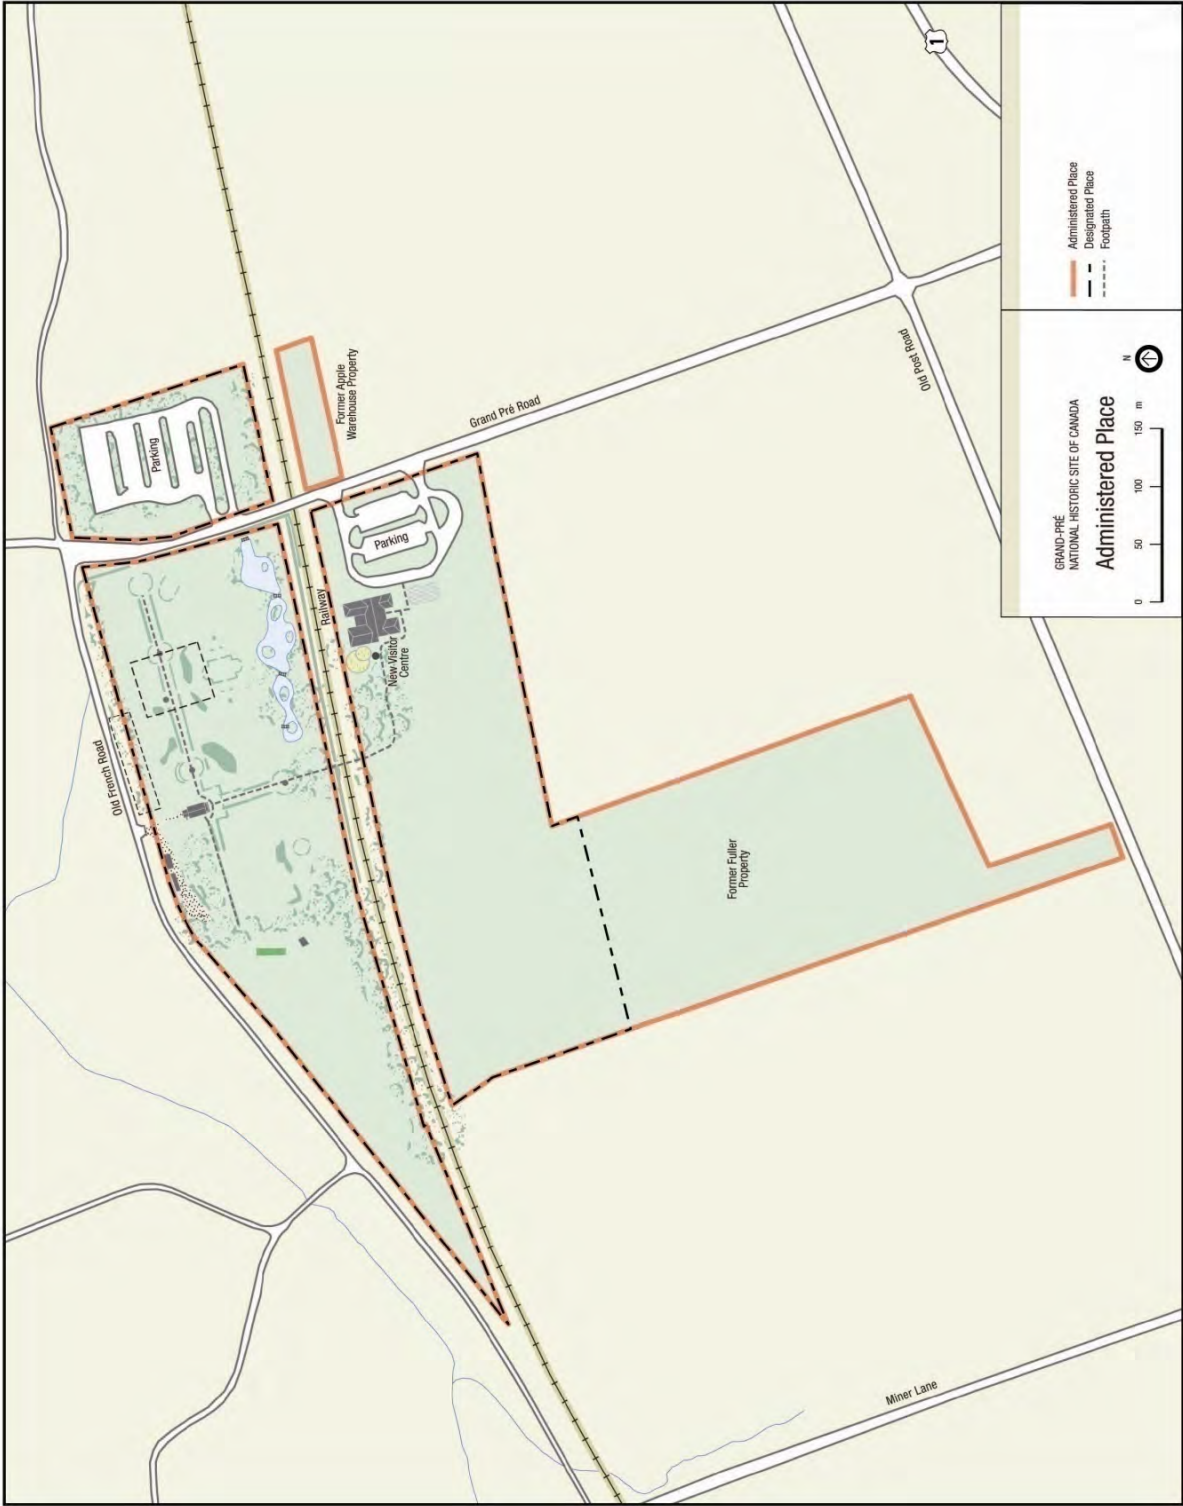 Old French Road
Parking
Former Apple
Warehouse Property
Grand Pré Road
Railway
Parking
New Visitor
Centre
Former Fuller
Property
Old Post Road
Miner Lane
1
Administered Place
Designated Place
Footpath
GRAND-PRÉ
NATIONAL HISTORIC SITE OF CANADA
Administered Place
N
0 50 100 150 m